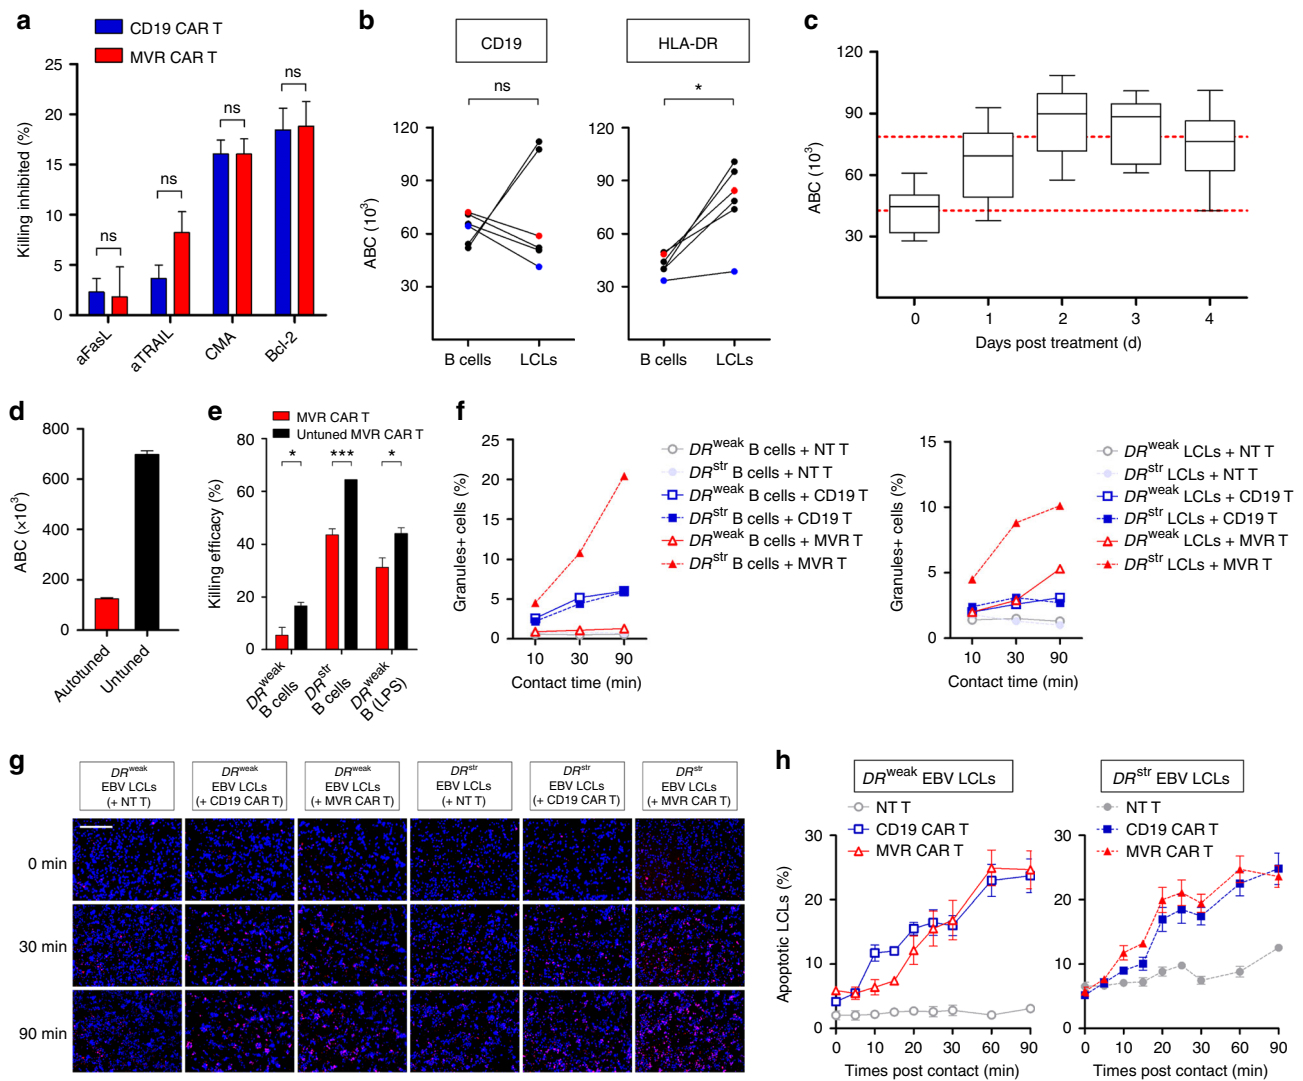 a
CD19 CAR T
MVR CAR T
Killing inhibited (%)
25
20
15
10
5
0
ns
ns
ns
ns
aFasL
aTRAIL
CMA
Bcl-2
b
CD19
HLA-DR
ns
*
ABC (10³)
120
90
60
30
120
90
60
30
B cells
LCLs
B cells
LCLs
c
ABC (10³)
120
90
60
30
0
1
2
3
4
Days post treatment (d)
d
ABC (×10³)
800
600
400
200
0
Autotuned
Untuned
e
MVR CAR T
Untuned MVR CAR T
Killing efficacy (%)
80
60
40
20
0
*
***
*
DRweak B cells
DRstr B cells
DRweak B (LPS)
f
Granules+ cells (%)
25
20
15
10
5
0
10
30
90
Contact time (min)
DRweak B cells + NT T
DRstr B cells + NT T
DRweak B cells + CD19 T
DRstr B cells + CD19 T
DRweak B cells + MVR T
DRstr B cells + MVR T
Granules+ cells (%)
15
10
5
0
10
30
90
Contact time (min)
DRweak LCLs + NT T
DRstr LCLs + NT T
DRweak LCLs + CD19 T
DRstr LCLs + CD19 T
DRweak LCLs + MVR T
DRstr LCLs + MVR T
g
DRweak
EBV LCLs
(+ NT T)
DRweak
EBV LCLs
(+ CD19 CAR T)
DRweak
EBV LCLs
(+ MVR CAR T)
DRstr
EBV LCLs
(+ NT T)
DRstr
EBV LCLs
(+ CD19 CAR T)
DRstr
EBV LCLs
(+ MVR CAR T)
0 min
30 min
90 min
h
DRweak EBV LCLs
NT T
CD19 CAR T
MVR CAR T
Apoptotic LCLs (%)
30
20
10
0
0
10
20
30
60
90
Times post contact (min)
DRstr EBV LCLs
NT T
CD19 CAR T
MVR CAR T
30
20
10
0
0
10
20
30
60
90
Times post contact (min)